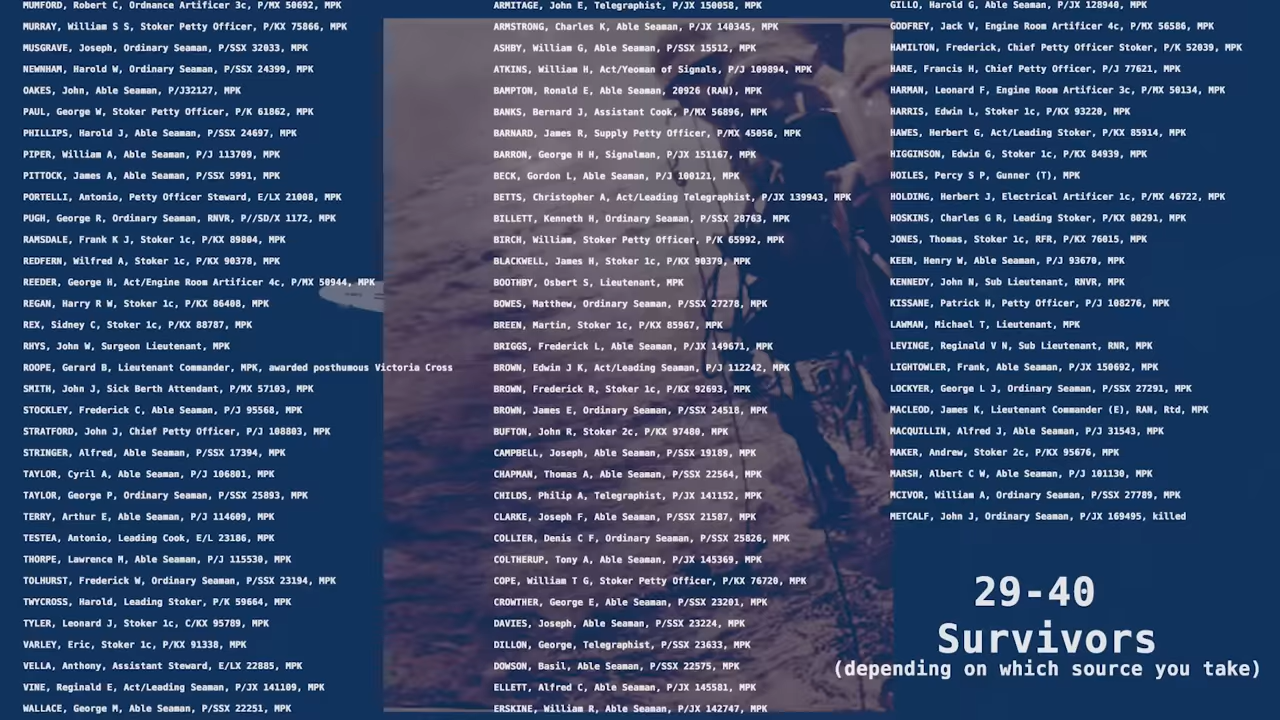 MUMFORD, Robert C, Ordnance Artificer 3c, P/MX 50692, MPK
MURRAY, William S S, Stoker Petty Officer, P/KX 75866, MPK
MUSGRAVE, Joseph, Ordinary Seaman, P/SSX 32033, MPK
NEWNHAM, Harold W, Ordinary Seaman, P/SSX 24399, MPK
OAKES, John, Able Seaman, P/J32127, MPK
PAUL, George W, Stoker Petty Officer, P/K 61862, MPK
PHILLIPS, Harold J, Able Seaman, P/SSX 24697, MPK
PIPER, William A, Able Seaman, P/J 113709, MPK
PITTOCK, James A, Able Seaman, P/SSX 5991, MPK
PORTELLI, Antonio, Petty Officer Steward, E/LX 21008, MPK
PUGH, George R, Ordinary Seaman, RNVR, P//SD/X 1172, MPK
RAMSDALE, Frank K J, Stoker 1c, P/KX 89804, MPK
REDFERN, Wilfred A, Stoker 1c, P/KX 90378, MPK
REEDER, George H, Act/Engine Room Artificer 4c, P/MX 50944, MPK
REGAN, Harry R W, Stoker 1c, P/KX 86408, MPK
REX, Sidney C, Stoker 1c, P/KX 88787, MPK
RHYS, John W, Surgeon Lieutenant, MPK
ROOPE, Gerard B, Lieutenant Commander, MPK, awarded posthumous Victoria Cross
SMITH, John J, Sick Berth Attendant, P/MX 57103, MPK
STOCKLEY, Frederick C, Able Seaman, P/J 95568, MPK
STRATFORD, John J, Chief Petty Officer, P/J 108803, MPK
STRINGER, Alfred, Able Seaman, P/SSX 17394, MPK
TAYLOR, Cyril A, Able Seaman, P/J 106801, MPK
TAYLOR, George P, Ordinary Seaman, P/SSX 25893, MPK
TERRY, Arthur E, Able Seaman, P/J 114609, MPK
TESTEA, Antonio, Leading Cook, E/L 23186, MPK
THORPE, Lawrence M, Able Seaman, P/J 115530, MPK
TOLHURST, Frederick W, Ordinary Seaman, P/SSX 23194, MPK
TWYCROSS, Harold, Leading Stoker, P/K 59664, MPK
TYLER, Leonard J, Stoker 1c, C/KX 95789, MPK
VARLEY, Eric, Stoker 1c, P/KX 91338, MPK
VELLA, Anthony, Assistant Steward, E/LX 22885, MPK
VINE, Reginald E, Act/Leading Seaman, P/JX 141109, MPK
WALLACE, George M, Able Seaman, P/SSX 22251, MPK
ARMITAGE, John E, Telegraphist, P/JX 150058, MPK
ARMSTRONG, Charles K, Able Seaman, P/JX 140345, MPK
ASHBY, William G, Able Seaman, P/SSX 15512, MPK
ATKINS, William H, Act/Yeoman of Signals, P/J 109894, MPK
BAMPTON, Ronald E, Able Seaman, 20926 (RAN), MPK
BANKS, Bernard J, Assistant Cook, P/MX 56896, MPK
BARNARD, James R, Supply Petty Officer, P/MX 45056, MPK
BARRON, George H H, Signalman, P/JX 151167, MPK
BECK, Gordon L, Able Seaman, P/J 100121, MPK
BETTS, Christopher A, Act/Leading Telegraphist, P/JX 139943, MPK
BILLETT, Kenneth H, Ordinary Seaman, P/SSX 28763, MPK
BIRCH, William, Stoker Petty Officer, P/K 65992, MPK
BLACKWELL, James H, Stoker 1c, P/KX 90379, MPK
BOOTHBY, Osbert S, Lieutenant, MPK
BOWES, Matthew, Ordinary Seaman, P/SSX 27278, MPK
BREEN, Martin, Stoker 1c, P/KX 85967, MPK
BRIGGS, Frederick L, Able Seaman, P/JX 149671, MPK
BROWN, Edwin J K, Act/Leading Seaman, P/J 112242, MPK
BROWN, Frederick R, Stoker 1c, P/KX 92693, MPK
BROWN, James E, Ordinary Seaman, P/SSX 24518, MPK
BUFTON, John R, Stoker 2c, P/KX 97480, MPK
CAMPBELL, Joseph, Able Seaman, P/SSX 19189, MPK
CHAPMAN, Thomas A, Able Seaman, P/SSX 22564, MPK
CHILDS, Philip A, Telegraphist, P/JX 141152, MPK
CLARKE, Joseph F, Able Seaman, P/SSX 21587, MPK
COLLIER, Denis C F, Ordinary Seaman, P/SSX 25826, MPK
COLTHERUP, Tony A, Able Seaman, P/JX 145369, MPK
COPE, William T G, Stoker Petty Officer, P/KX 76720, MPK
CROWTHER, George E, Able Seaman, P/SSX 23201, MPK
DAVIES, Joseph, Able Seaman, P/SSX 23224, MPK
DILLON, George, Telegraphist, P/SSX 23633, MPK
DOWSON, Basil, Able Seaman, P/SSX 22575, MPK
ELLETT, Alfred C, Able Seaman, P/JX 145581, MPK
ERSKINE, William R, Able Seaman, P/JX 142747, MPK
GILLO, Harold G, Able Seaman, P/JX 128940, MPK
GODFREY, Jack V, Engine Room Artificer 4c, P/MX 56586, MPK
HAMILTON, Frederick, Chief Petty Officer Stoker, P/K 52039, MPK
HARE, Francis H, Chief Petty Officer, P/J 77621, MPK
HARMAN, Leonard F, Engine Room Artificer 3c, P/MX 50134, MPK
HARRIS, Edwin L, Stoker 1c, P/KX 93220, MPK
HAWES, Herbert G, Act/Leading Stoker, P/KX 85914, MPK
HIGGINSON, Edwin G, Stoker 1c, P/KX 84939, MPK
HOILES, Percy S P, Gunner (T), MPK
HOLDING, Herbert J, Electrical Artificer 1c, P/MX 46722, MPK
HOSKINS, Charles G R, Leading Stoker, P/KX 80291, MPK
JONES, Thomas, Stoker 1c, RFR, P/KX 76015, MPK
KEEN, Henry W, Able Seaman, P/J 93670, MPK
KENNEDY, John N, Sub Lieutenant, RNVR, MPK
KISSANE, Patrick H, Petty Officer, P/J 108276, MPK
LAWMAN, Michael T, Lieutenant, MPK
LEVINGE, Reginald V N, Sub Lieutenant, RNR, MPK
LIGHTOWLER, Frank, Able Seaman, P/JX 150692, MPK
LOCKYER, George L J, Ordinary Seaman, P/SSX 27291, MPK
MACLEOD, James K, Lieutenant Commander (E), RAN, Rtd, MPK
MACQUILLIN, Alfred J, Able Seaman, P/J 31543, MPK
MAKER, Andrew, Stoker 2c, P/KX 95676, MPK
MARSH, Albert C W, Able Seaman, P/J 101130, MPK
MCIVOR, William A, Ordinary Seaman, P/SSX 27789, MPK
METCALF, John J, Ordinary Seaman, P/JX 169495, killed
29-40
Survivors
(depending on which source you take)